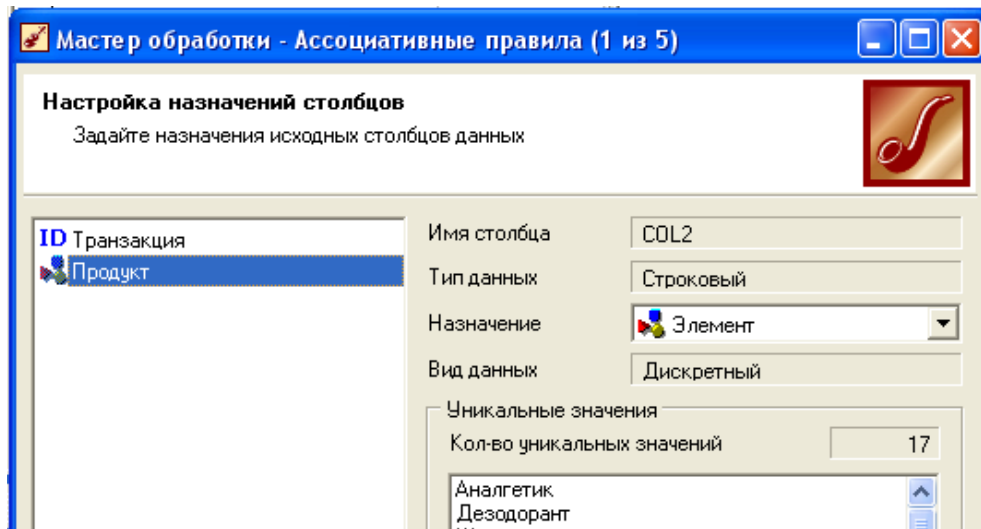 Мастер обработки - Ассоциативные правила (1 из 5)
Настройка назначений столбцов
Задайте назначения исходных столбцов данных
ID Транзакция
Продукт
Имя столбца COL2
Тип данных Строковый
Назначение Элемент
Вид данных Дискретный
Уникальные значения
Кол-во уникальных значений 17
Аналгетик
Дезодорант